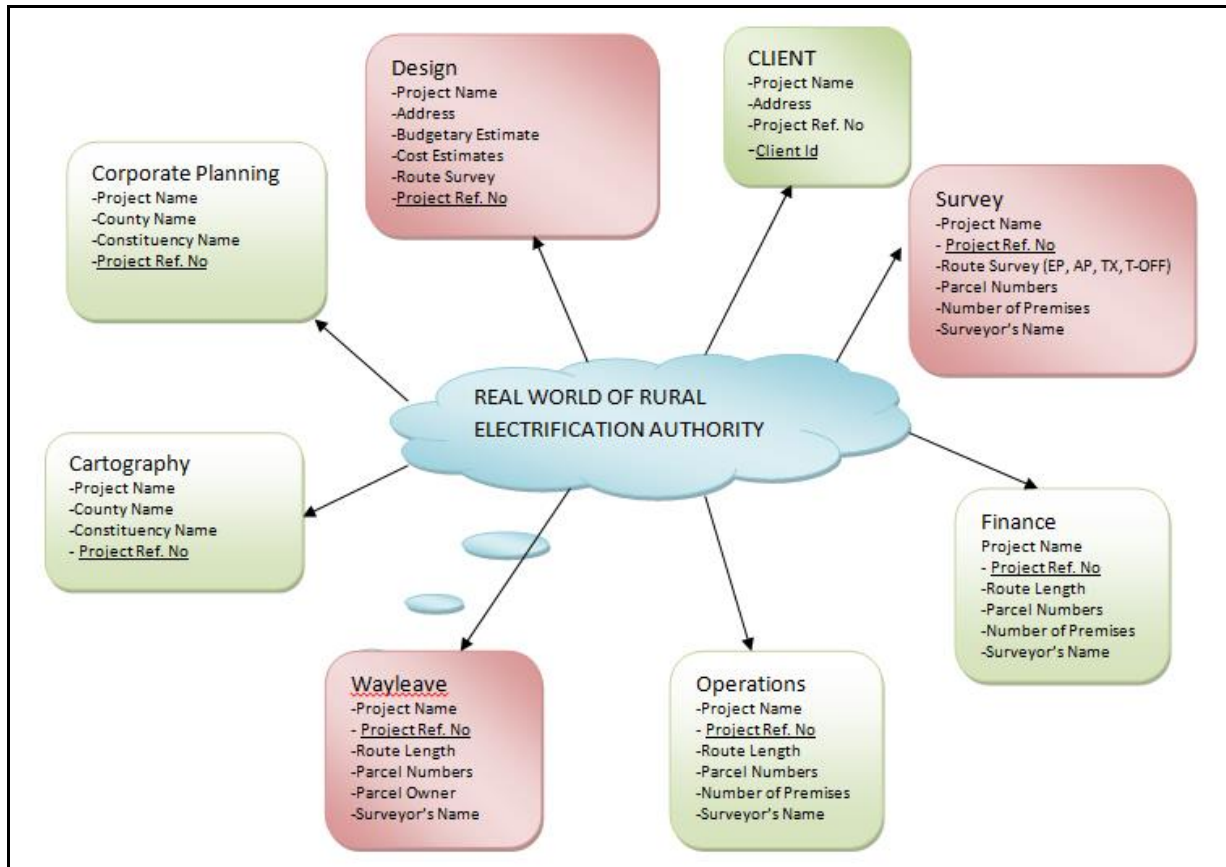 Design
-Project Name
-Address
-Budgetary Estimate
-Cost Estimates
-Route Survey
-Project Ref. No
CLIENT
-Project Name
-Address
-Project Ref. No
-Client Id
Corporate Planning
-Project Name
-County Name
-Constituency Name
-Project Ref. No
Survey
-Project Name
- Project Ref. No
-Route Survey (EP, AP, TX, T-OFF)
-Parcel Numbers
-Number of Premises
-Surveyor's Name
REAL WORLD OF RURAL
ELECTRIFICATION AUTHORITY
Cartography
-Project Name
-County Name
-Constituency Name
- Project Ref. No
Finance
Project Name
- Project Ref. No
-Route Length
-Parcel Numbers
-Number of Premises
-Surveyor's Name
Wayleave
-Project Name
- Project Ref. No
-Route Length
-Parcel Numbers
-Parcel Owner
-Surveyor's Name
Operations
-Project Name
- Project Ref. No
-Route Length
-Parcel Numbers
-Number of Premises
-Surveyor's Name